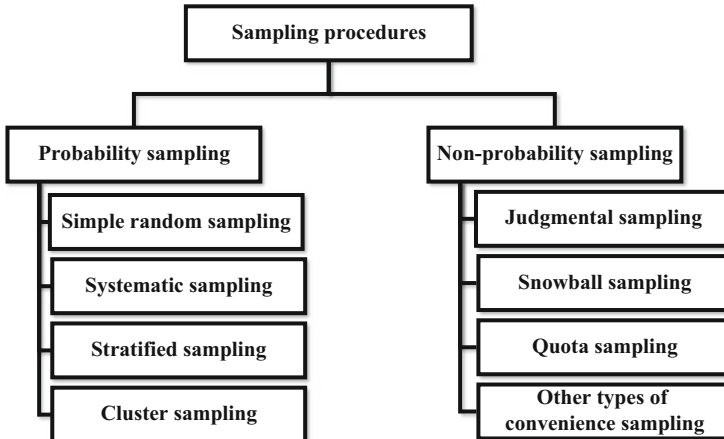 Sampling procedures
Probability sampling
Simple random sampling
Systematic sampling
Stratified sampling
Cluster sampling
Non-probability sampling
Judgmental sampling
Snowball sampling
Quota sampling
Other types of
convenience sampling